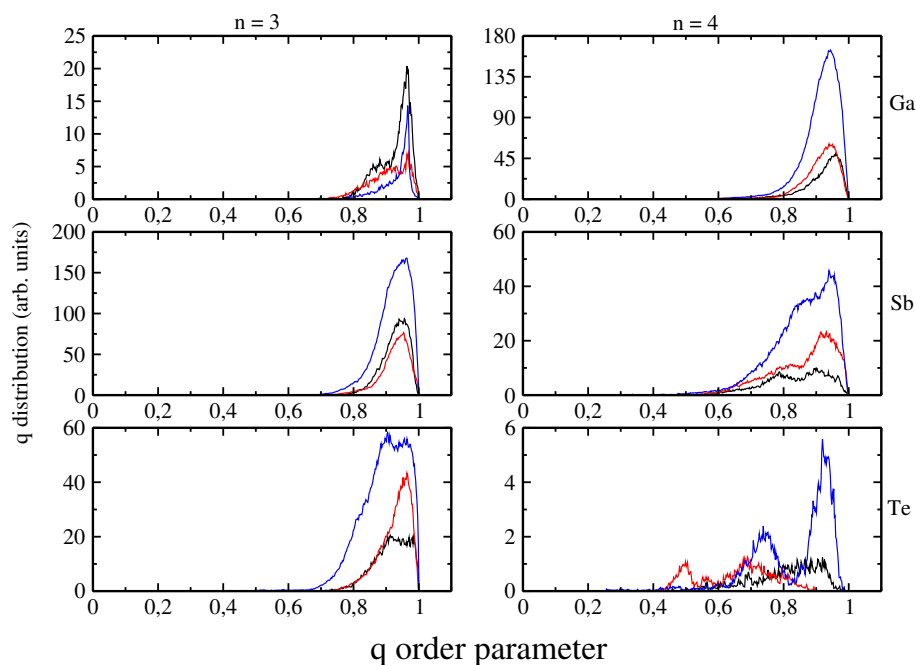 n = 3
n = 4
25
20
15
10
5
0
0 0,2 0,4 0,6 0,8 1
180
135
90
45
0
0 0,2 0,4 0,6 0,8 1
Ga
200
150
100
50
0
0 0,2 0,4 0,6 0,8 1
60
40
20
0
0 0,2 0,4 0,6 0,8 1
Sb
60
40
20
0
0 0,2 0,4 0,6 0,8 1
6
4
2
0
0 0,2 0,4 0,6 0,8 1
Te
q distribution (arb. units)
q order parameter